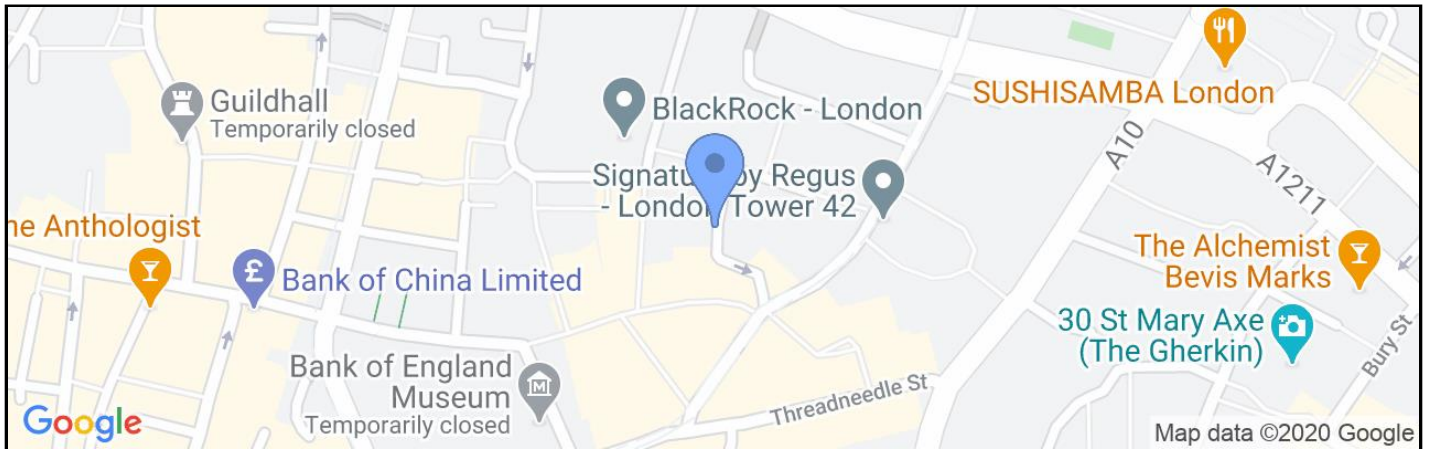 Guildhall
Temporarily closed
BlackRock - London
SUSHISAMBA London
A10
A1211
Signatu by Regus
- London Tower 42
he Anthologist
£ Bank of China Limited
The Alchemist
Bevis Marks
30 St Mary Axe
(The Gherkin)
Bury St
Bank of England
Museum
Temporarily closed
M
Threadneedle St
Google
Map data ©2020 Google